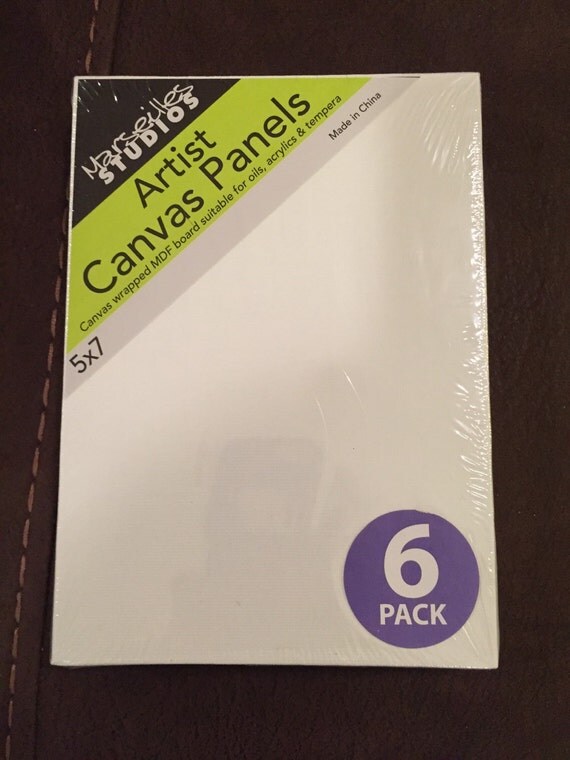 Marseilles
STUDIOS
Artist
Canvas Panels
Canvas wrapped MDF board suitable for oils, acrylics & tempera
Made in China
5x7
6
PACK